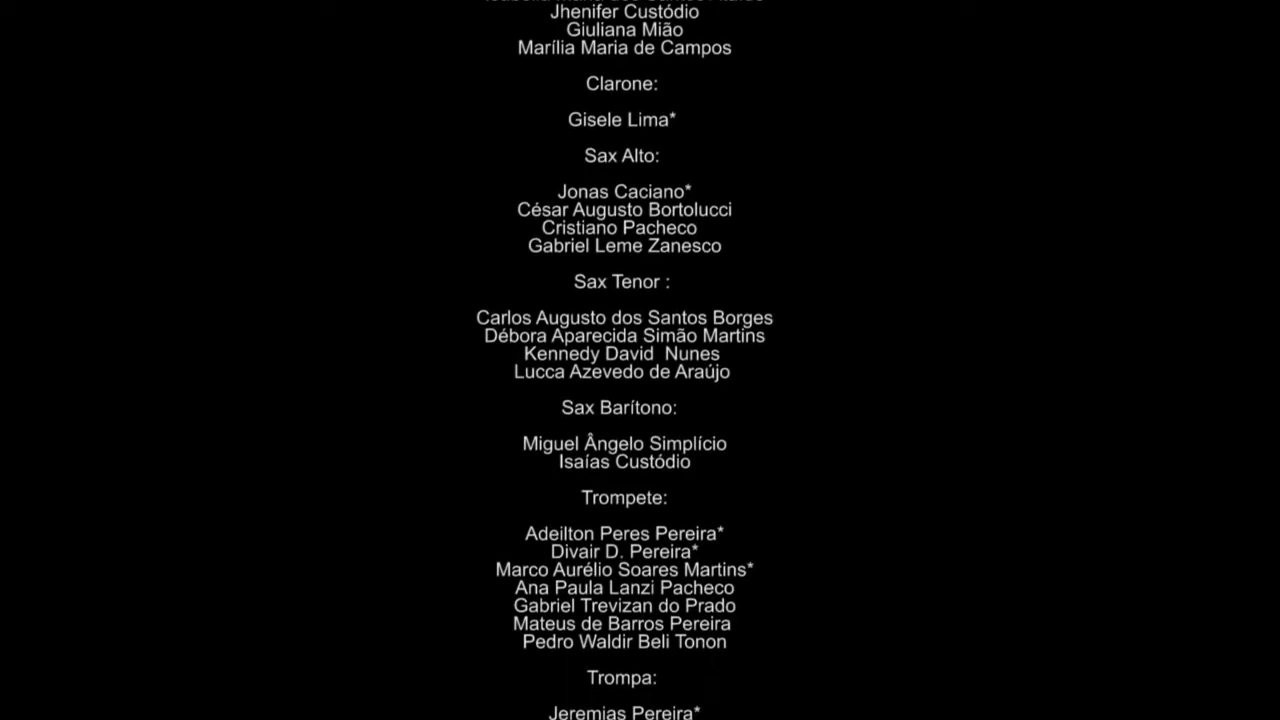 Jhenifer Custódio
Giuliana Mião
Marília Maria de Campos
Clarone:
Gisele Lima*
Sax Alto:
Jonas Caciano*
César Augusto Bortolucci
Cristiano Pacheco
Gabriel Leme Zanesco
Sax Tenor :
Carlos Augusto dos Santos Borges
Débora Aparecida Simão Martins
Kennedy David  Nunes
Lucca Azevedo de Araújo
Sax Barítono:
Miguel Ângelo Simplício
Isaías Custódio
Trompete:
Adeilton Peres Pereira*
Divair D. Pereira*
Marco Aurélio Soares Martins*
Ana Paula Lanzi Pacheco
Gabriel Trevizan do Prado
Mateus de Barros Pereira
Pedro Waldir Beli Tonon
Trompa:
Jeremias Pereira*